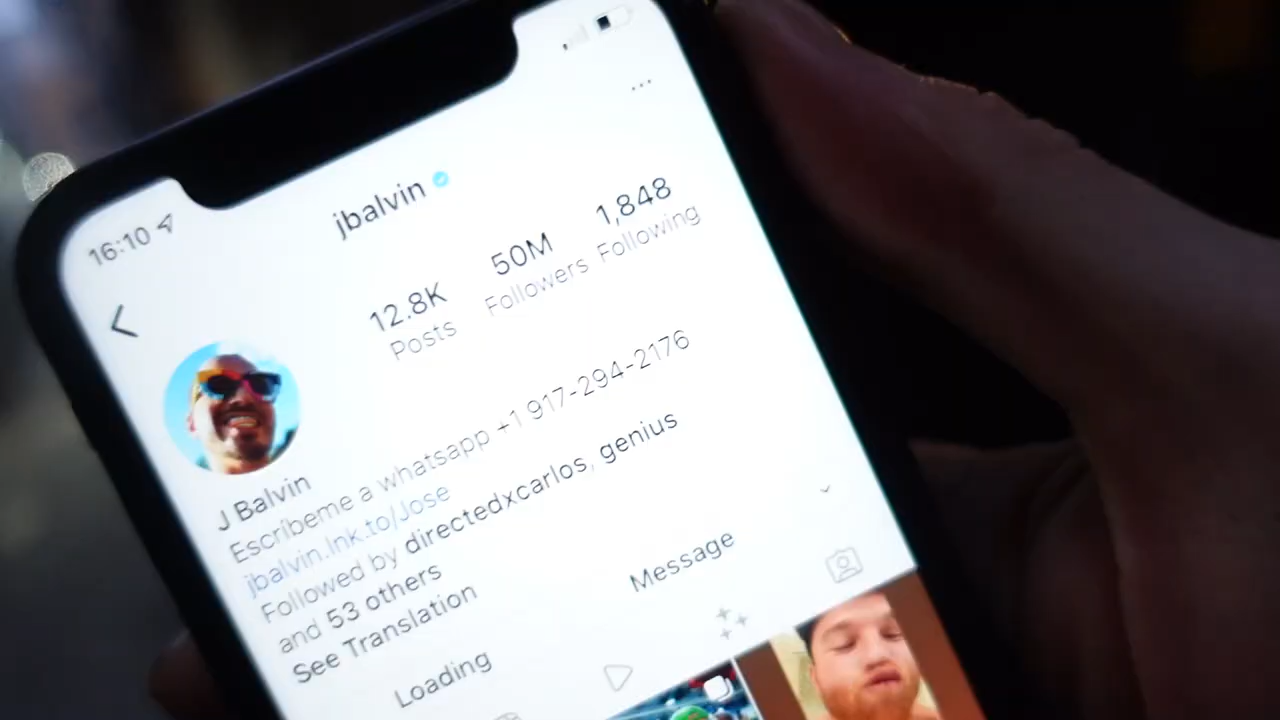 16:10
jbalvin
12.8K
Posts
50M
Followers
1,848
Following
J Balvin
Escríbeme a whatsapp +1 917-294-2176
jbalvin.lnk.to/Jose
Followed by directedxcarlos, genius
and 53 others
See Translation
Loading
Message